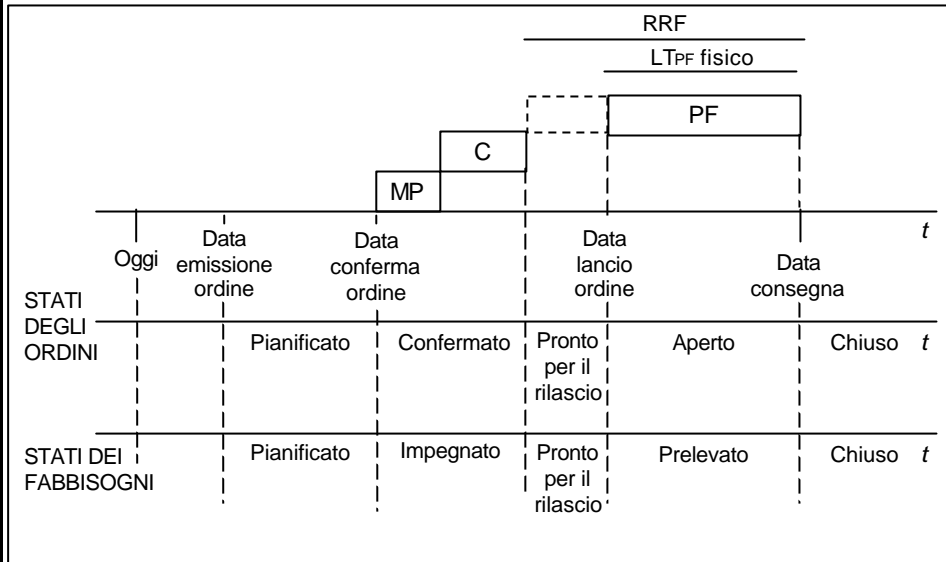 RRF
LTPF fisico
PF
C
MP
t
Oggi
Data
emissione
ordine
Data
conferma
ordine
Data
lancio
ordine
Data
consegna
STATI
DEGLI
ORDINI
Pianificato
Confermato
Pronto
per il
rilascio
Aperto
Chiuso
t
STATI DEI
FABBISOGNI
Pianificato
Impegnato
Pronto
per il
rilascio
Prelevato
Chiuso
t